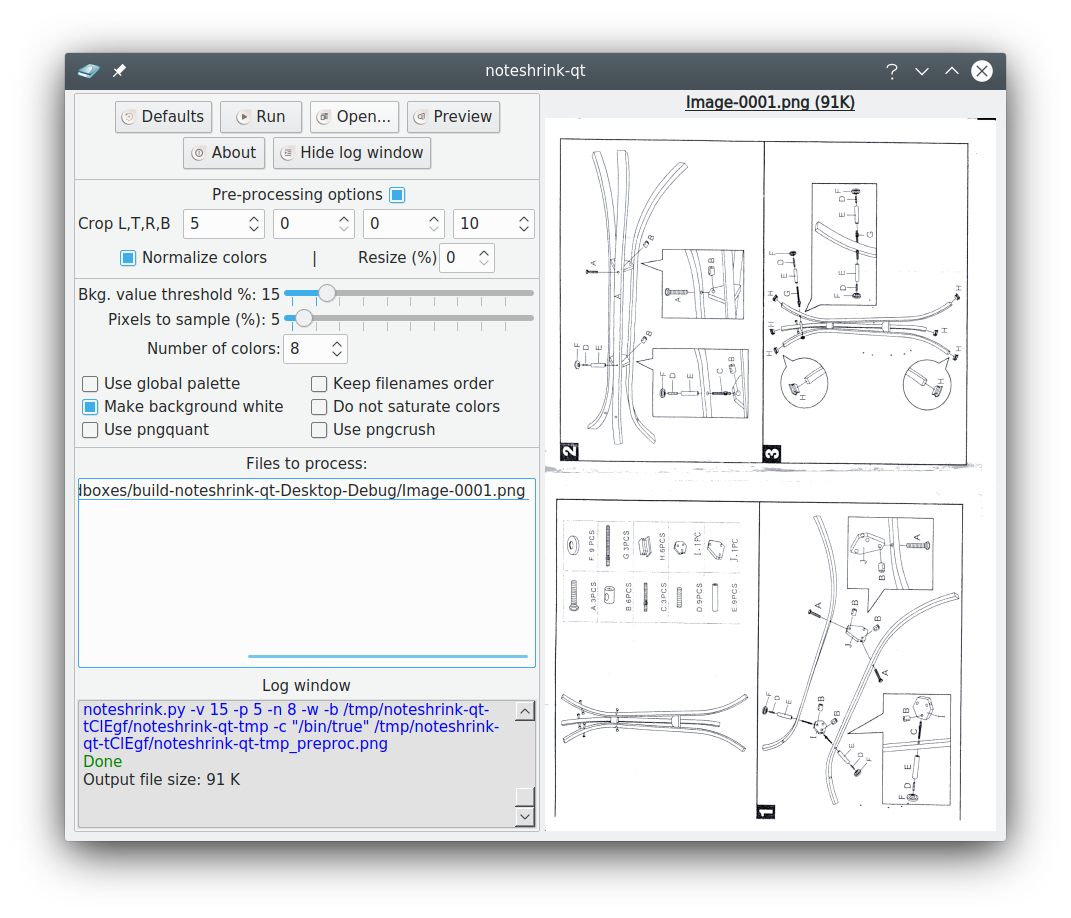 noteshrink-qt
Defaults
Run
Open...
Preview
About
Hide log window
Pre-processing options
Crop L,T,R,B 5 0 0 10
Normalize colors | Resize (%) 0
Bkg. value threshold %: 15
Pixels to sample (%): 5
Number of colors: 8
Use global palette
Keep filenames order
Make background white
Do not saturate colors
Use pngquant
Use pngcrush
Files to process:
dboxes/build-noteshrink-qt-Desktop-Debug/Image-0001.png
Log window
noteshrink.py -v 15 -p 5 -n 8 -w -b /tmp/noteshrink-qt-
tCIEgf/noteshrink-qt-tmp -c "/bin/true" /tmp/noteshrink-
qt-tCIEgf/noteshrink-qt-tmp_preproc.png
Done
Output file size: 91 K
Image-0001.png (91K)
2
A
A
B
B
F
D
E
A
B
F
D
E
C
B
3
F
D
E
G
F
D
E
G
E
D
F
H
H
H
H
H
H
H
H
F.9PCS
G.3PCS
H.6PCS
I.1PC
J.1PC
A.3PCS
B.6PCS
C.3PCS
D.9PCS
E.9PCS
1
A
B
J
B
A
J
B
A
F
D
E
B
B
I
E
D
F
B
C
E
D
F